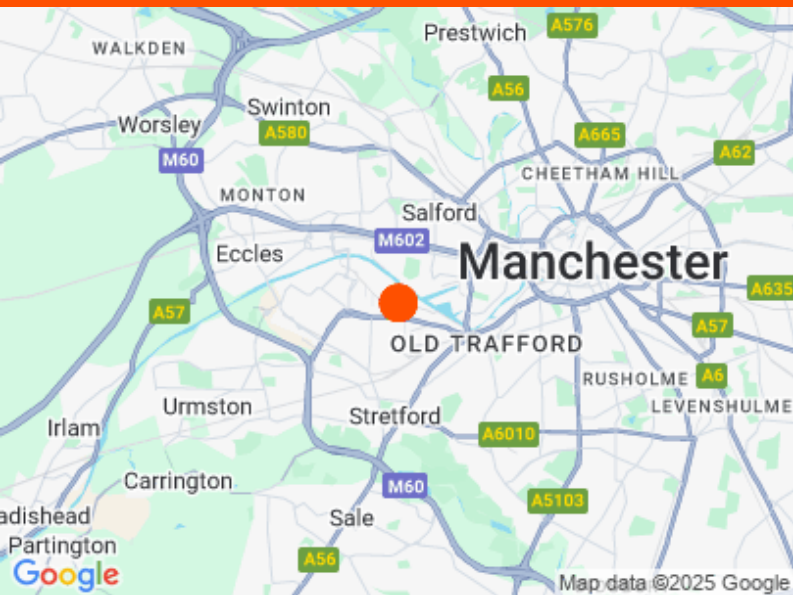 Prestwich
A576
WALKDEN
A56
Swinton
Worsley
A580
A665
A62
M60
CHEETHAM HILL
MONTON
Salford
M602
Eccles
Manchester
A635
A57
A57
OLD TRAFFORD
RUSHOLME
A6
Urmston
Stretford
LEVENSHULME
Irlam
A6010
Carrington
M60
A5103
adishead
Sale
Partington
A56
Google
Map data ©2025 Google